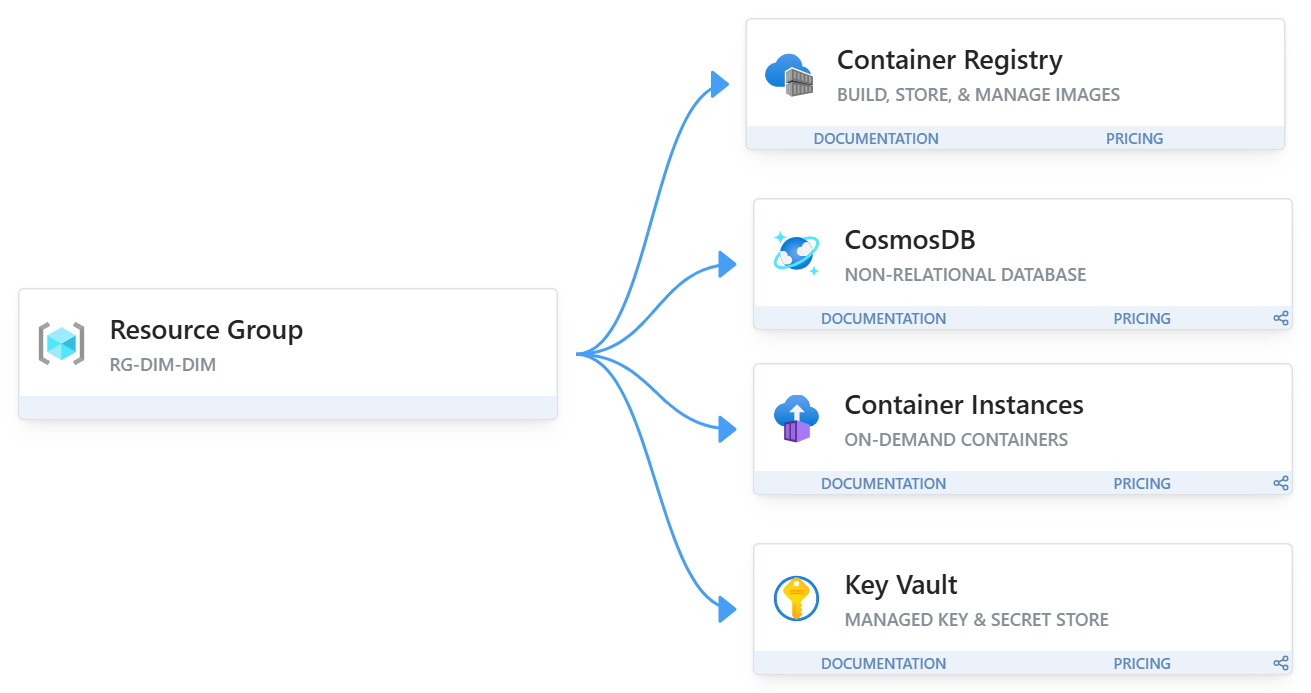 Container Registry
BUILD, STORE, & MANAGE IMAGES
DOCUMENTATION PRICING
CosmosDB
NON-RELATIONAL DATABASE
DOCUMENTATION PRICING
Resource Group
RG-DIM-DIM
Container Instances
ON-DEMAND CONTAINERS
DOCUMENTATION PRICING
Key Vault
MANAGED KEY & SECRET STORE
DOCUMENTATION PRICING